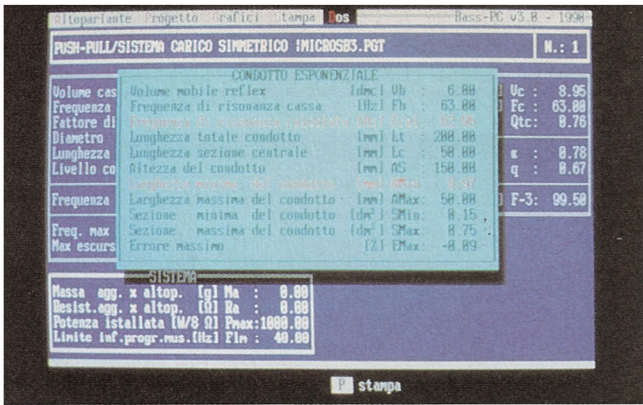 Altoparlante Progetto Grafici Stampa Dos Bass-PC v3.0 - 1990
PUSH-PULL/SISTEMA CARICO SIMMETRICO :MICROSB3.PGT N.: 1
CONDOTTO ESPONENZIALE
Volume cas
Volume mobile reflex [dmc] Vb : 6.00
Vc : 8.95
Frequenza
Frequenza di risonanza cassa [Hz] Fb : 63.00
Fc : 63.00
Fattore di
Qtc: 0.76
Diametro
Lunghezza totale condotto [mm] Lt : 200.00
Lunghezza
Lunghezza sezione centrale [mm] Lc : 50.00
α : 0.78
Livello co
Altezza del condotto [mm] AS 150.00
q : 0.67
Frequenza
Larghezza massima del condotto [mm] AMax: 50.00
F-3: 99.50
Sezione minima del condotto [dm²] SMin: 0.15
Freq. max
Sezione massima del condotto [dm²] SMax: 0.75
Max escurs
Errore massimo [%] EMax: -0.09
SISTEMA
Massa agg. x altop. [g] Ma : 0.00
Resist.agg. x altop. [Ω] Ra : 0.00
Potenza istallata [W/8 Ω] Pmax:1000.00
Limite inf.progr.mus.[Hz] Flm : 40.00
P stampa